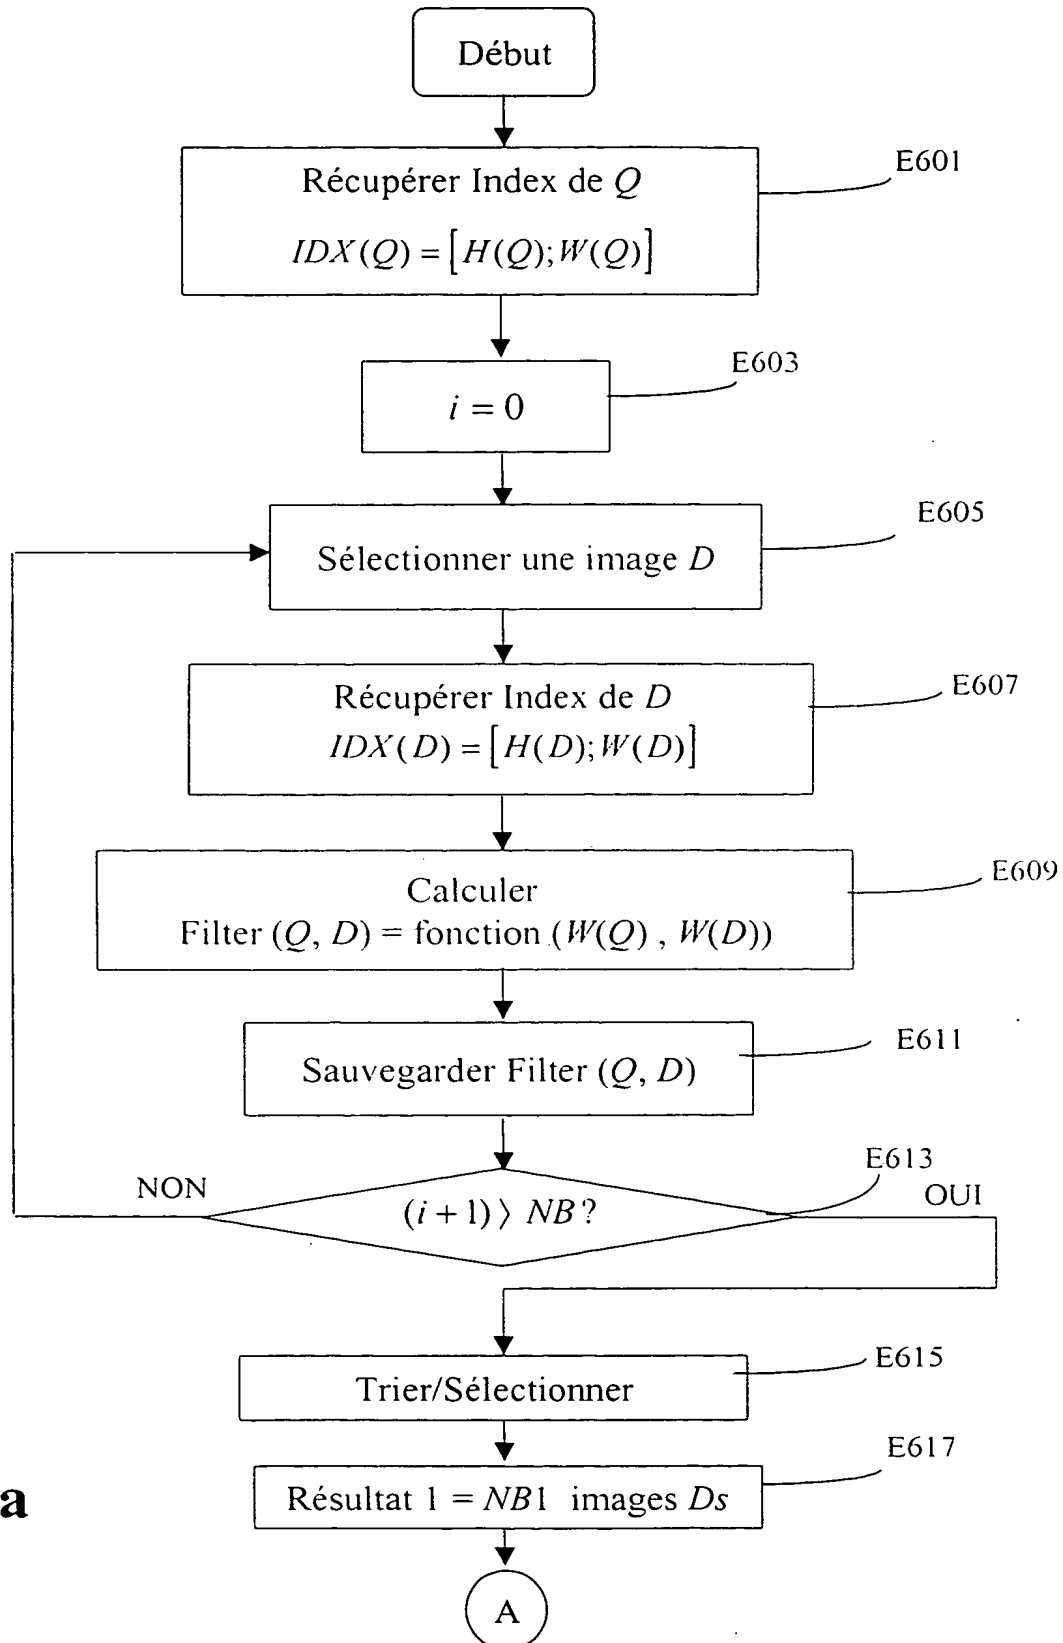 Début
Récupérer Index de Q
IDX(Q) = [H(Q);W(Q)]
E601
i = 0
E603
Sélectionner une image D
E605
Récupérer Index de D
IDX(D) = [H(D);W(D)]
E607
Calculer
Filter (Q, D) = fonction (W(Q) , W(D))
E609
Sauvegarder Filter (Q, D)
E611
NON
(i + 1) 〉 NB?
E613
OUI
Trier/Sélectionner
E615
Résultat 1 = NB1 images Ds
E617
a
A